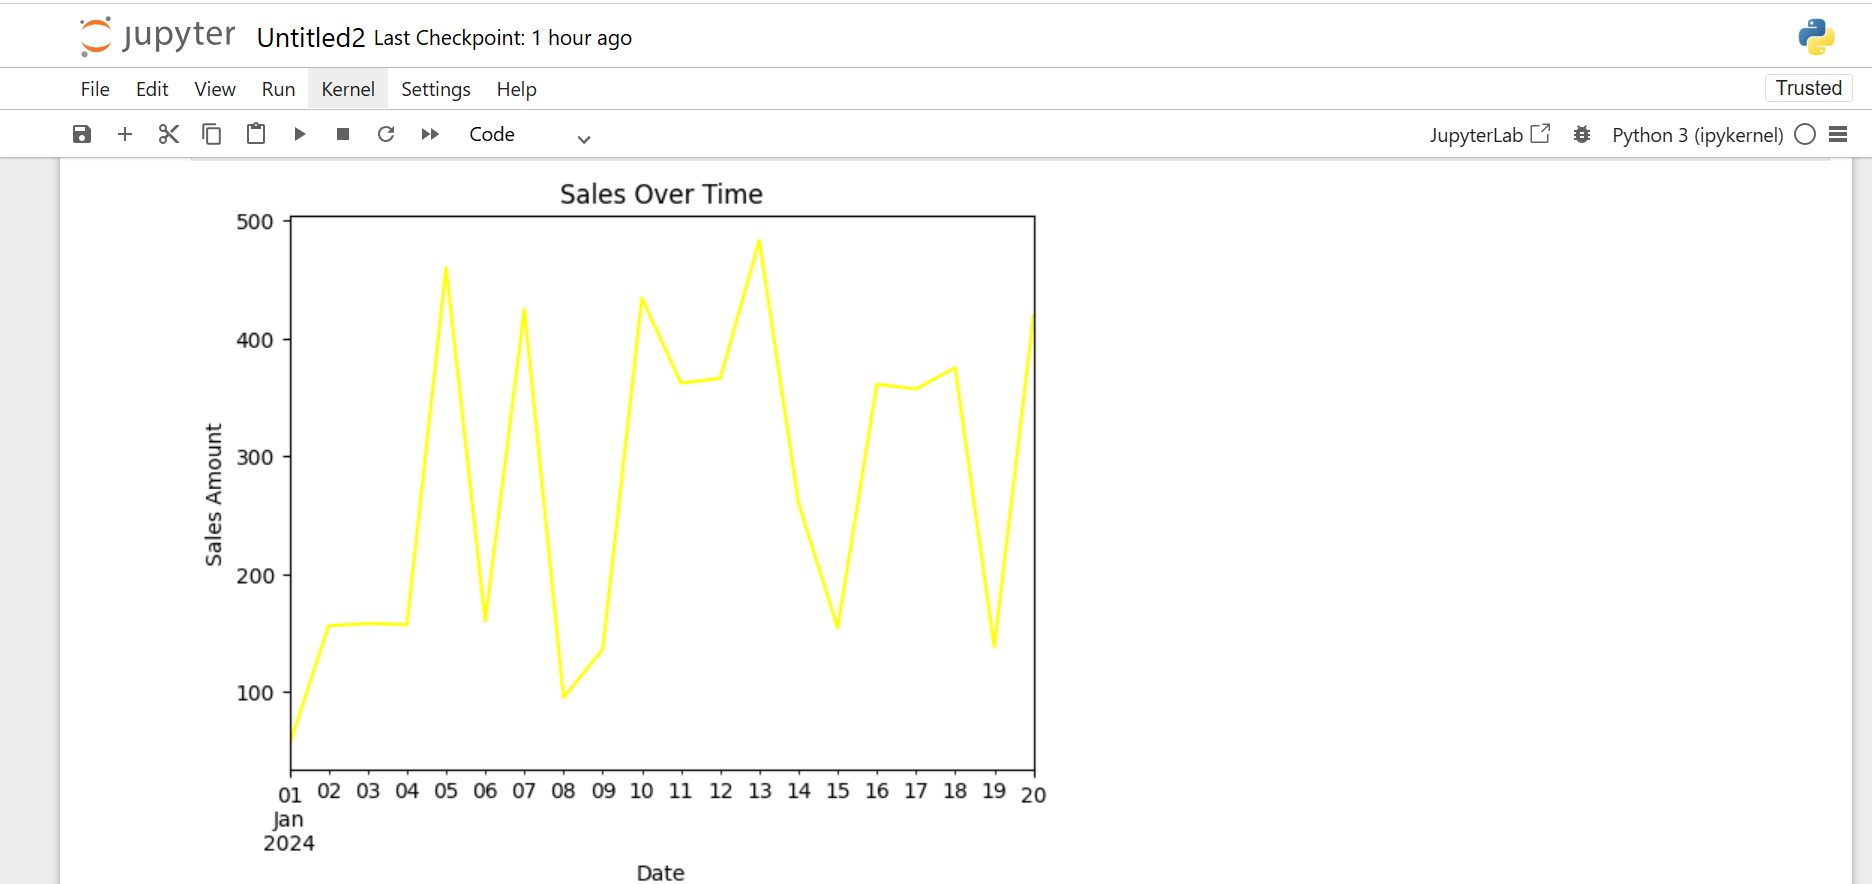 jupyter Untitled2 Last Checkpoint: 1 hour ago
File Edit View Run Kernel Settings Help Trusted
Code JupyterLab Python 3 (ipykernel)
Sales Over Time
500
400
300
200
100
Sales Amount
01 02 03 04 05 06 07 08 09 10 11 12 13 14 15 16 17 18 19 20
Jan
2024
Date